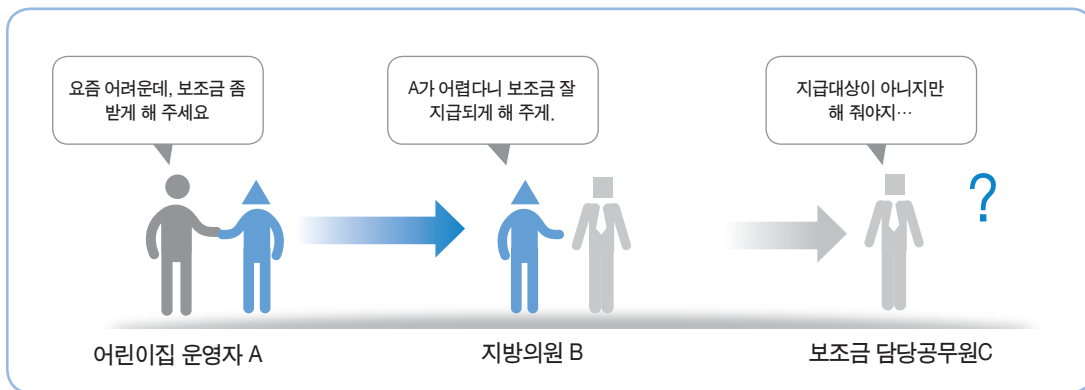 요즘 어려운데, 보조금 좀
받게 해 주세요
A가 어렵다니 보조금 잘
지급되게 해 주게.
지급대상이 아니지만
해 줘야지…
?
어린이집 운영자 A
지방의원 B
보조금 담당공무원C